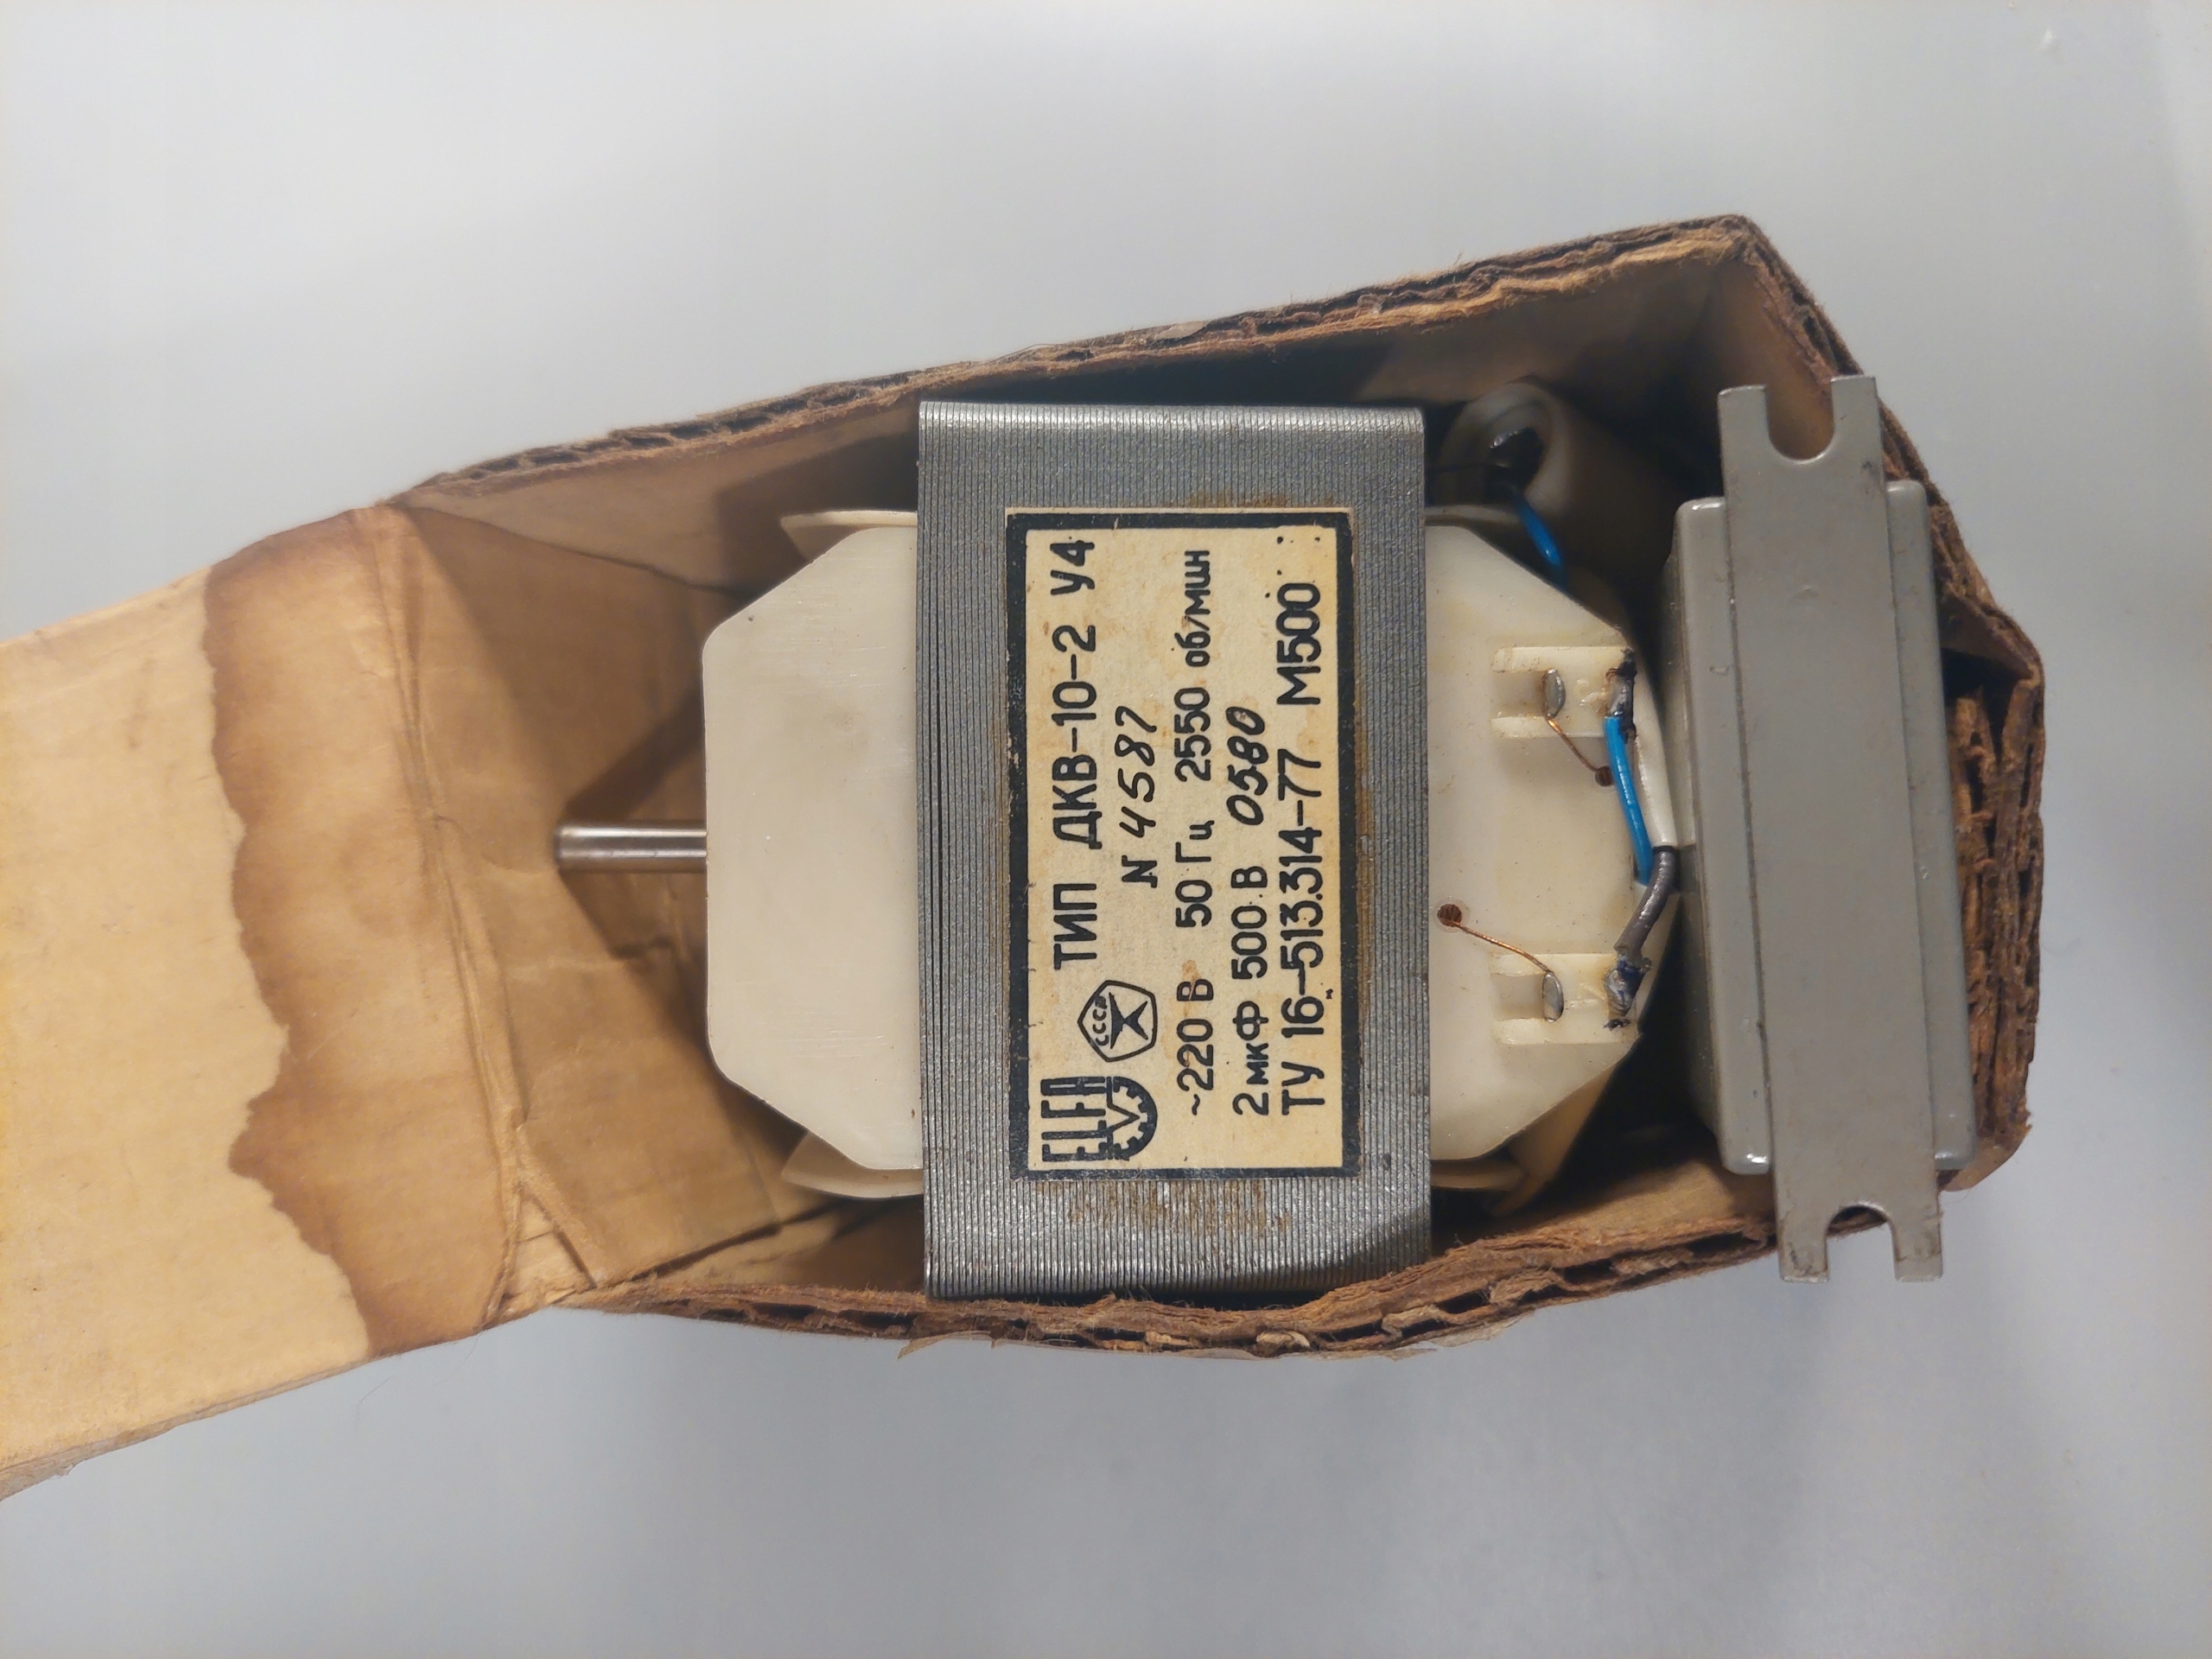 ELFA СССР ТИП ДКВ-10-2 У4
N 4587
~220 В 50 Гц 2550 об/мин
2 мкФ 500 В 0580
ТУ 16-513.314-77 М500